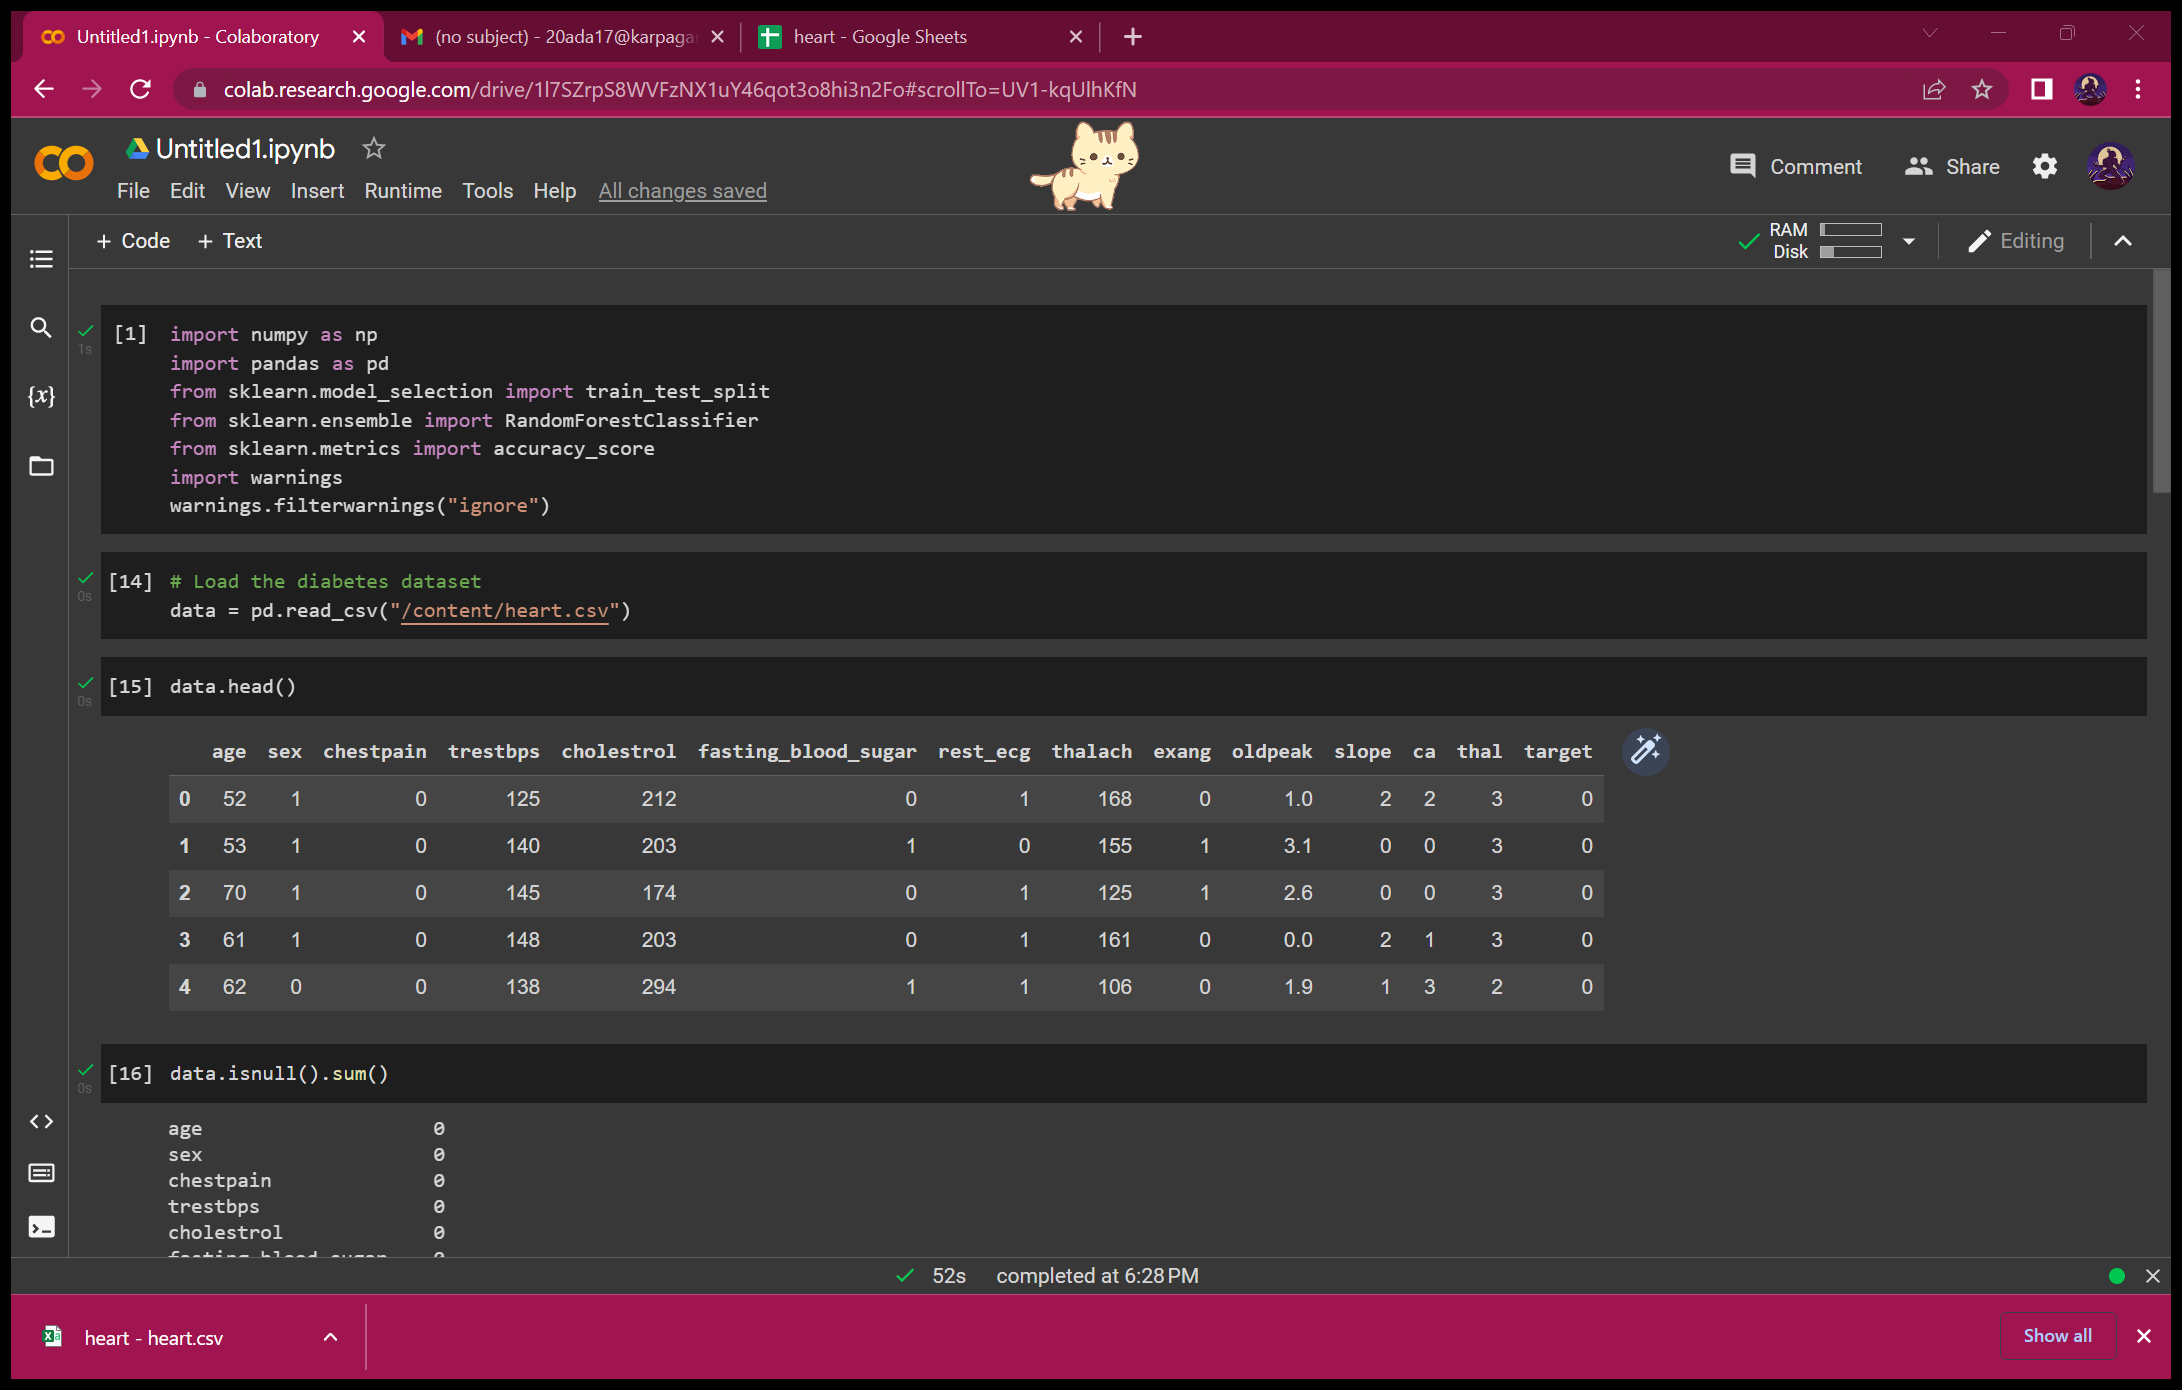 Untitled1.ipynb - Colaboratory
(no subject) - 20ada17@karpaga
heart - Google Sheets
colab.research.google.com/drive/1l7SZrpS8WVFzNX1uY46qot3o8hi3n2Fo#scrollTo=UV1-kqUlhKfN
Untitled1.ipynb
Comment
Share
File Edit View Insert Runtime Tools Help All changes saved
+ Code + Text
RAM
Disk
Editing
[1] import numpy as np
1s
import pandas as pd
from sklearn.model_selection import train_test_split
from sklearn.ensemble import RandomForestClassifier
from sklearn.metrics import accuracy_score
import warnings
warnings.filterwarnings("ignore")
[14] # Load the diabetes dataset
0s
data = pd.read_csv("/content/heart.csv")
[15] data.head()
0s
age sex chestpain trestbps cholestrol fasting_blood_sugar rest_ecg thalach exang oldpeak slope ca thal target
0 52 1 0 125 212 0 1 168 0 1.0 2 2 3 0
1 53 1 0 140 203 1 0 155 1 3.1 0 0 3 0
2 70 1 0 145 174 0 1 125 1 2.6 0 0 3 0
3 61 1 0 148 203 0 1 161 0 0.0 2 1 3 0
4 62 0 0 138 294 1 1 106 0 1.9 1 3 2 0
[16] data.isnull().sum()
0s
age 0
sex 0
chestpain 0
trestbps 0
cholestrol 0
fasting_blood_sugar 0
52s completed at 6:28 PM
heart - heart.csv
Show all